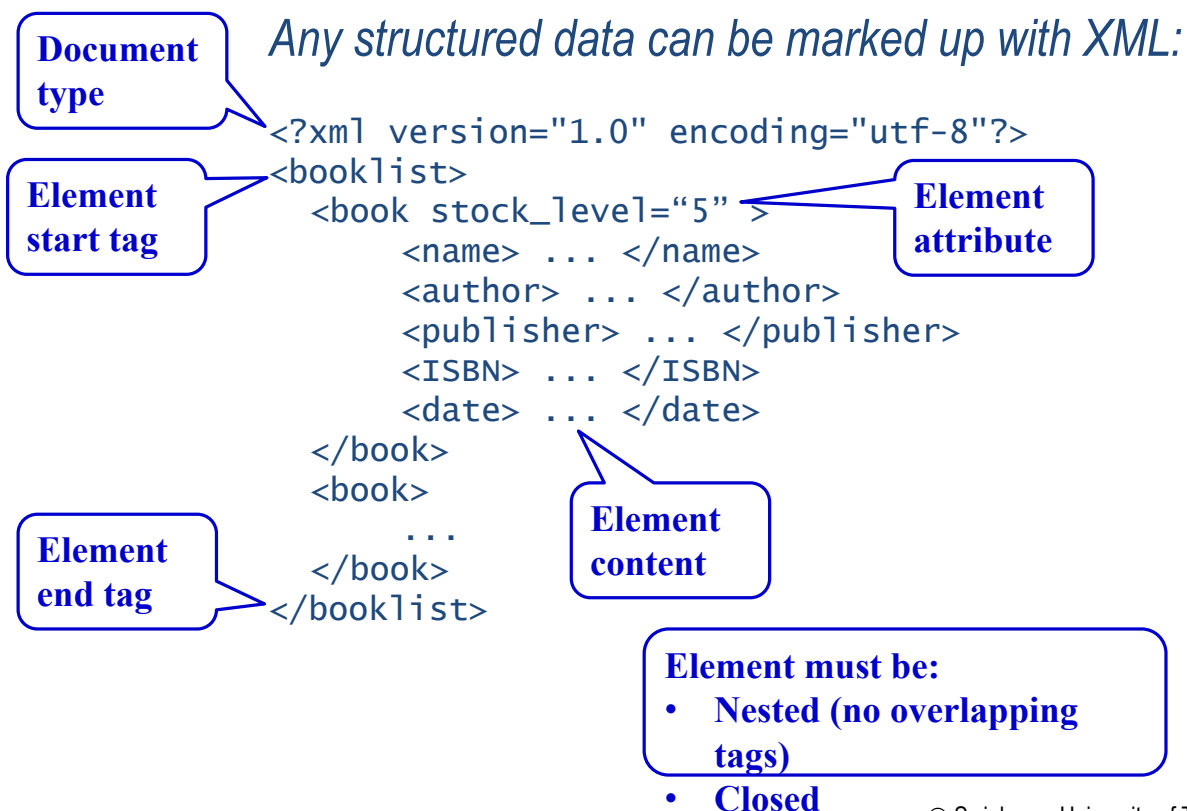 Any structured data can be marked up with XML:
Document
type
<?xml version="1.0" encoding="utf-8"?>
<booklist>
Element
start tag
<book stock_level=“5” >
Element
attribute
<name> ... </name>
<author> ... </author>
<publisher> ... </publisher>
<ISBN> ... </ISBN>
<date> ... </date>
</book>
<book>
...
</book>
</booklist>
Element
content
Element
end tag
Element must be:
• Nested (no overlapping
tags)
• Closed